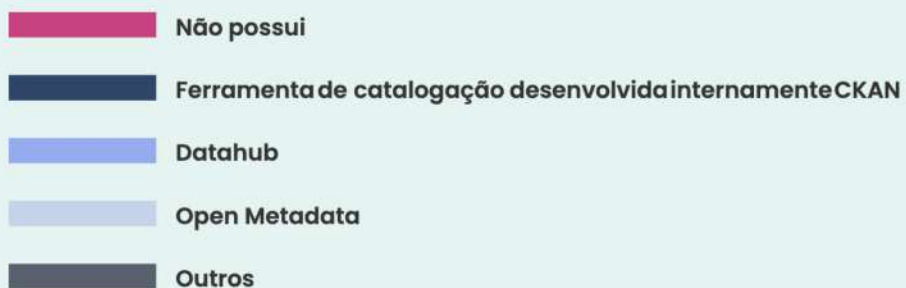 Não possui
Ferramenta de catalogação desenvolvida internamente CKAN
Datahub
Open Metadata
Outros